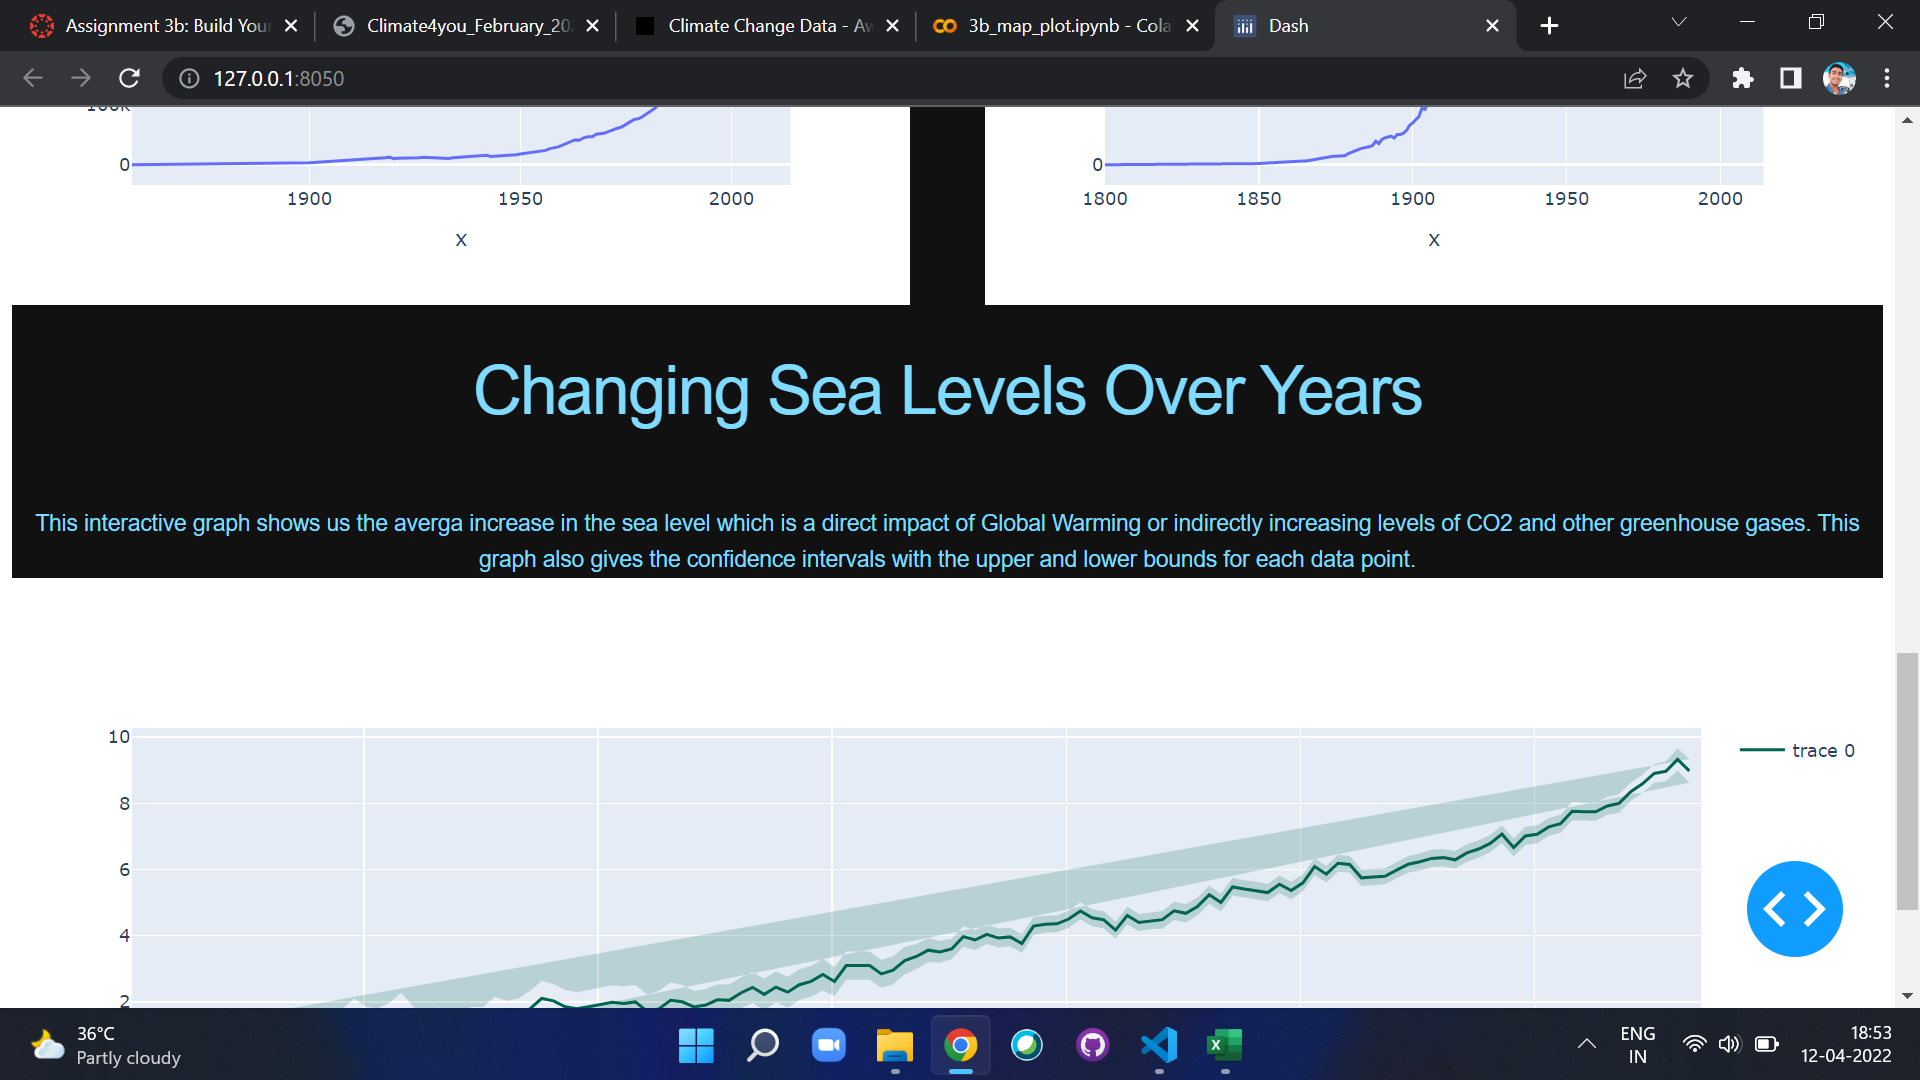 Assignment 3b: Build You
Climate4you_February_20
Climate Change Data - Aw
3b_map_plot.ipynb - Cola
Dash
127.0.0.1:8050
100k
0
1900 1950 2000
x
0
1800 1850 1900 1950 2000
x
Changing Sea Levels Over Years
This interactive graph shows us the averga increase in the sea level which is a direct impact of Global Warming or indirectly increasing levels of CO2 and other greenhouse gases. This
graph also gives the confidence intervals with the upper and lower bounds for each data point.
10
8
6
4
2
trace 0
36°C
Partly cloudy
ENG
IN
18:53
12-04-2022